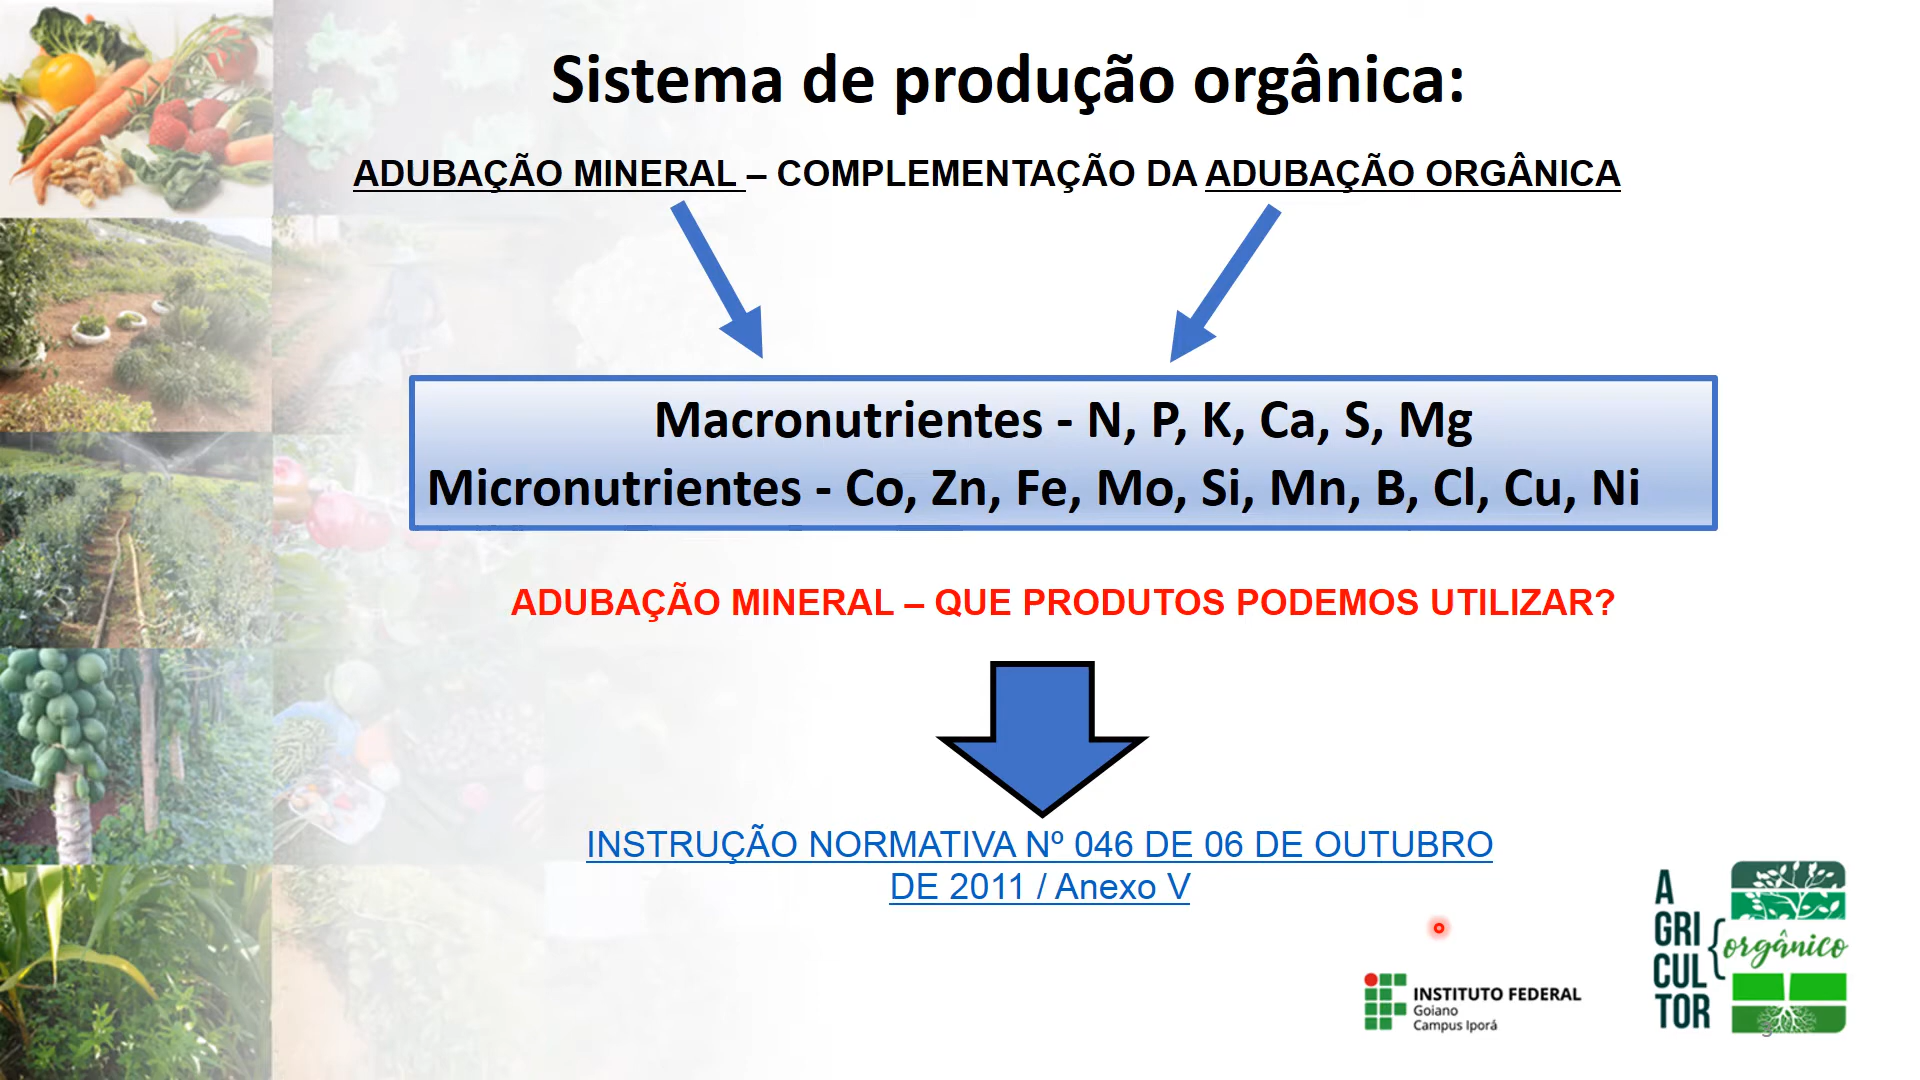 Sistema de produção orgânica:
ADUBAÇÃO MINERAL – COMPLEMENTAÇÃO DA ADUBAÇÃO ORGÂNICA
Macronutrientes - N, P, K, Ca, S, Mg
Micronutrientes - Co, Zn, Fe, Mo, Si, Mn, B, Cl, Cu, Ni
ADUBAÇÃO MINERAL – QUE PRODUTOS PODEMOS UTILIZAR?
INSTRUÇÃO NORMATIVA Nº 046 DE 06 DE OUTUBRO
DE 2011 / Anexo V
INSTITUTO FEDERAL
Goiano
Campus Iporá
A
GRI
CUL
TOR
orgânico